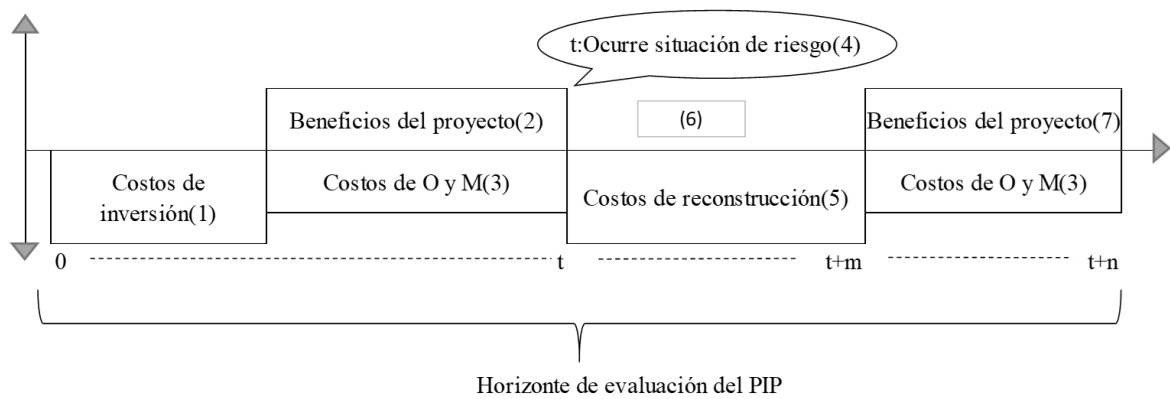 t:Ocurre situación de riesgo(4)
Beneficios del proyecto(2)
(6)
Beneficios del proyecto(7)
Costos de
inversión(1)
Costos de O y M(3)
Costos de reconstrucción(5)
Costos de O y M(3)
0
t
t+m
t+n
Horizonte de evaluación del PIP